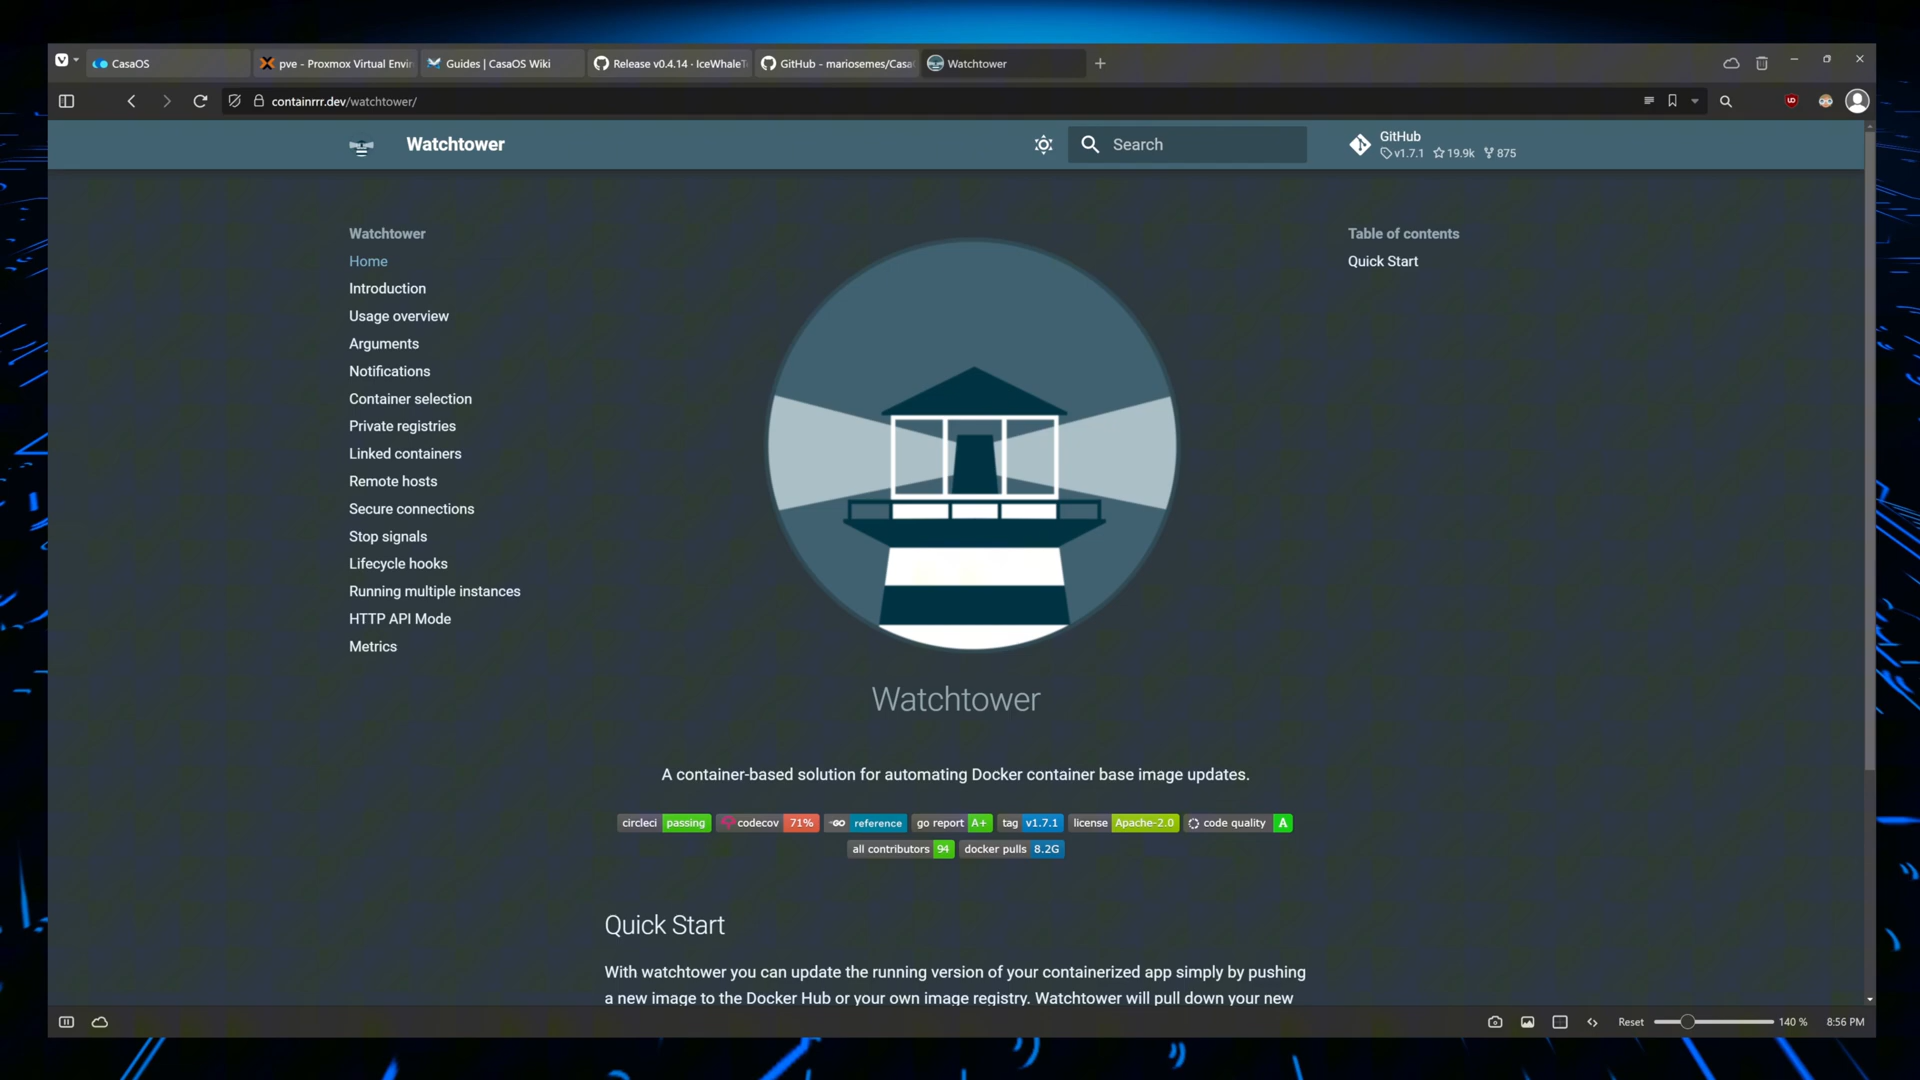 CasaOS
pve - Proxmox Virtual Envir
Guides | CasaOS Wiki
Release v0.4.14 · IceWhaleT
GitHub - mariosemes/Casa
Watchtower
containrrr.dev/watchtower/
Watchtower
Search
GitHub
v1.7.1 19.9k 875
Watchtower
Home
Introduction
Usage overview
Arguments
Notifications
Container selection
Private registries
Linked containers
Remote hosts
Secure connections
Stop signals
Lifecycle hooks
Running multiple instances
HTTP API Mode
Metrics
Table of contents
Quick Start
Watchtower
A container-based solution for automating Docker container base image updates.
circleci passing codecov 71% GO reference go report A+ tag v1.7.1 license Apache-2.0 code quality A
all contributors 94 docker pulls 8.2G
Quick Start
With watchtower you can update the running version of your containerized app simply by pushing
a new image to the Docker Hub or your own image registry. Watchtower will pull down your new
Reset 140 % 8:56 PM